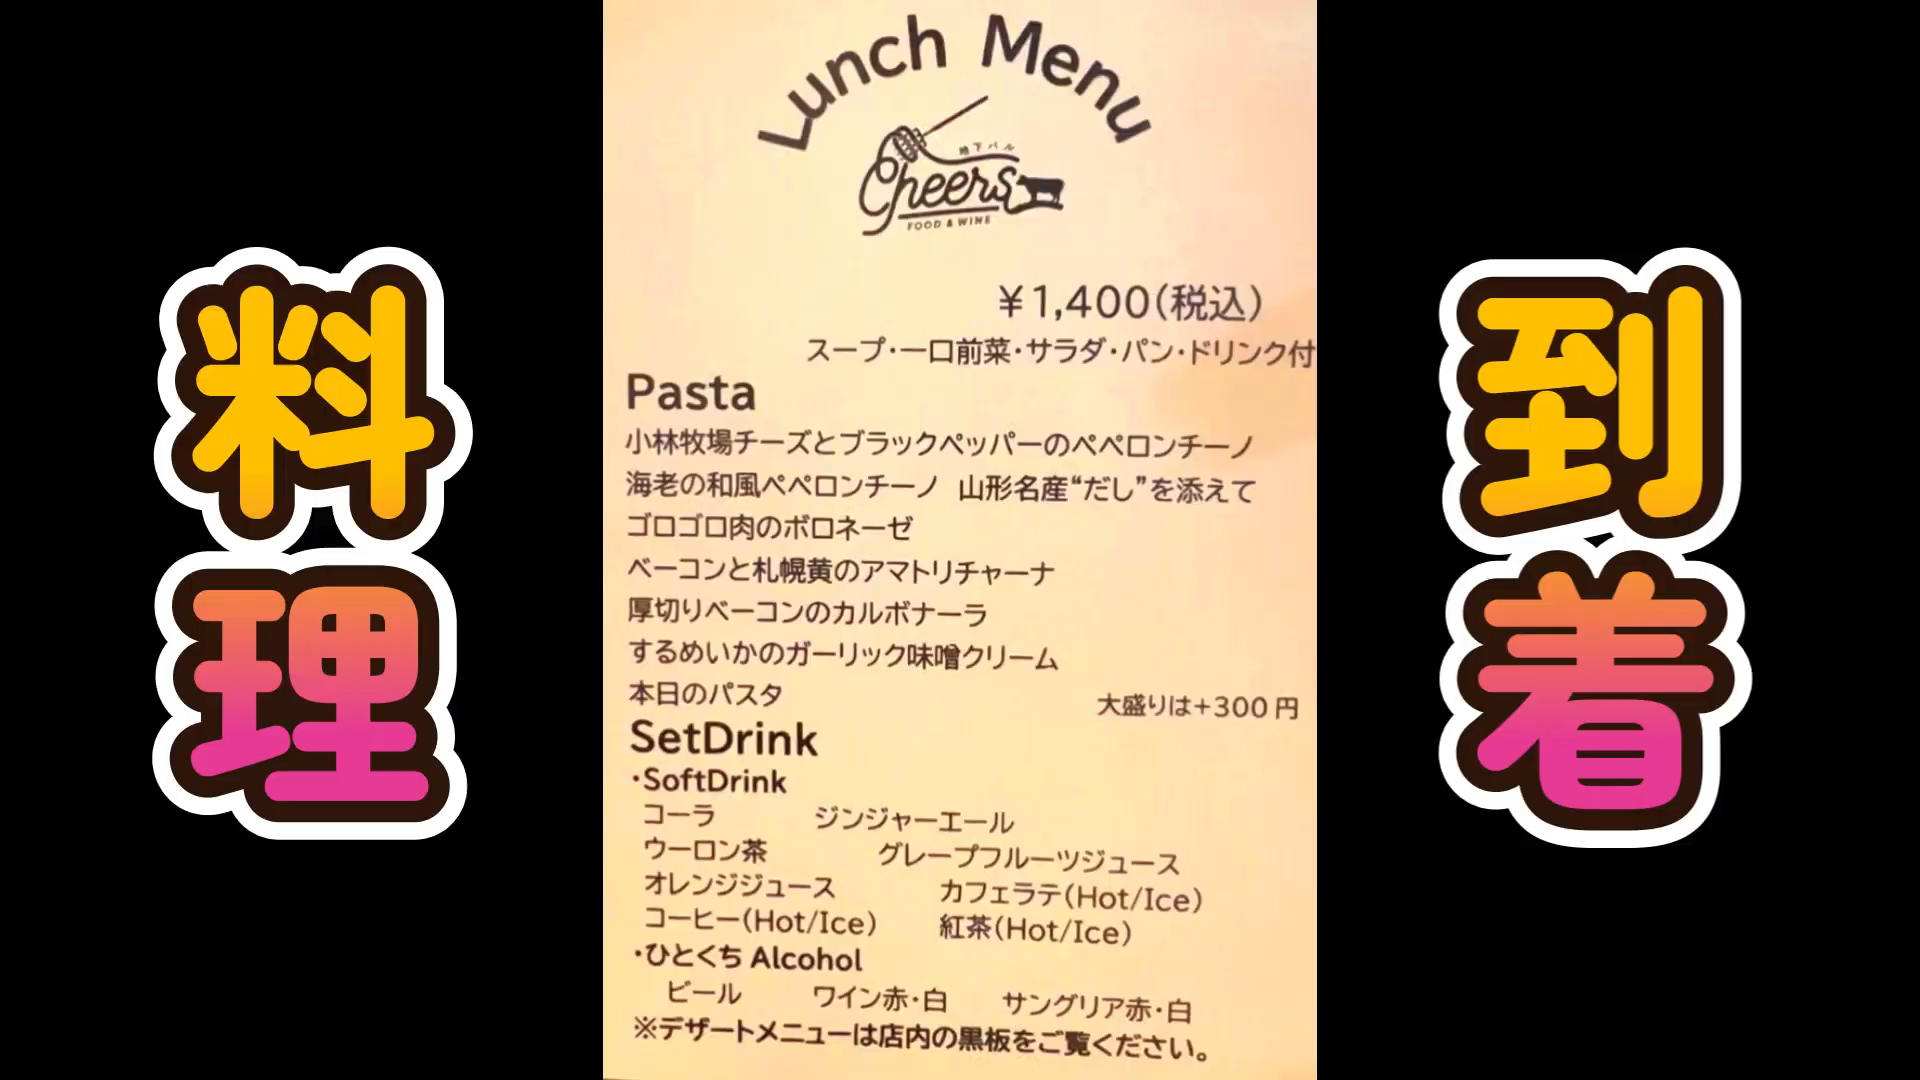 料理
到着
Lunch Menu
地下バル
Cheers
FOOD & WINE
￥1,400(税込)
スープ・一口前菜・サラダ・パン・ドリンク付
Pasta
小林牧場チーズとブラックペッパーのペペロンチーノ
海老の和風ペペロンチーノ 山形名産“だし”を添えて
ゴロゴロ肉のボロネーゼ
ベーコンと札幌黄のアマトリチャーナ
厚切りベーコンのカルボナーラ
するめいかのガーリック味噌クリーム
本日のパスタ 大盛りは+300円
SetDrink
・SoftDrink
コーラ ジンジャーエール
ウーロン茶 グレープフルーツジュース
オレンジジュース カフェラテ(Hot/Ice)
コーヒー(Hot/Ice) 紅茶(Hot/Ice)
・ひとくち Alcohol
ビール ワイン赤・白 サングリア赤・白
※デザートメニューは店内の黒板をご覧ください。